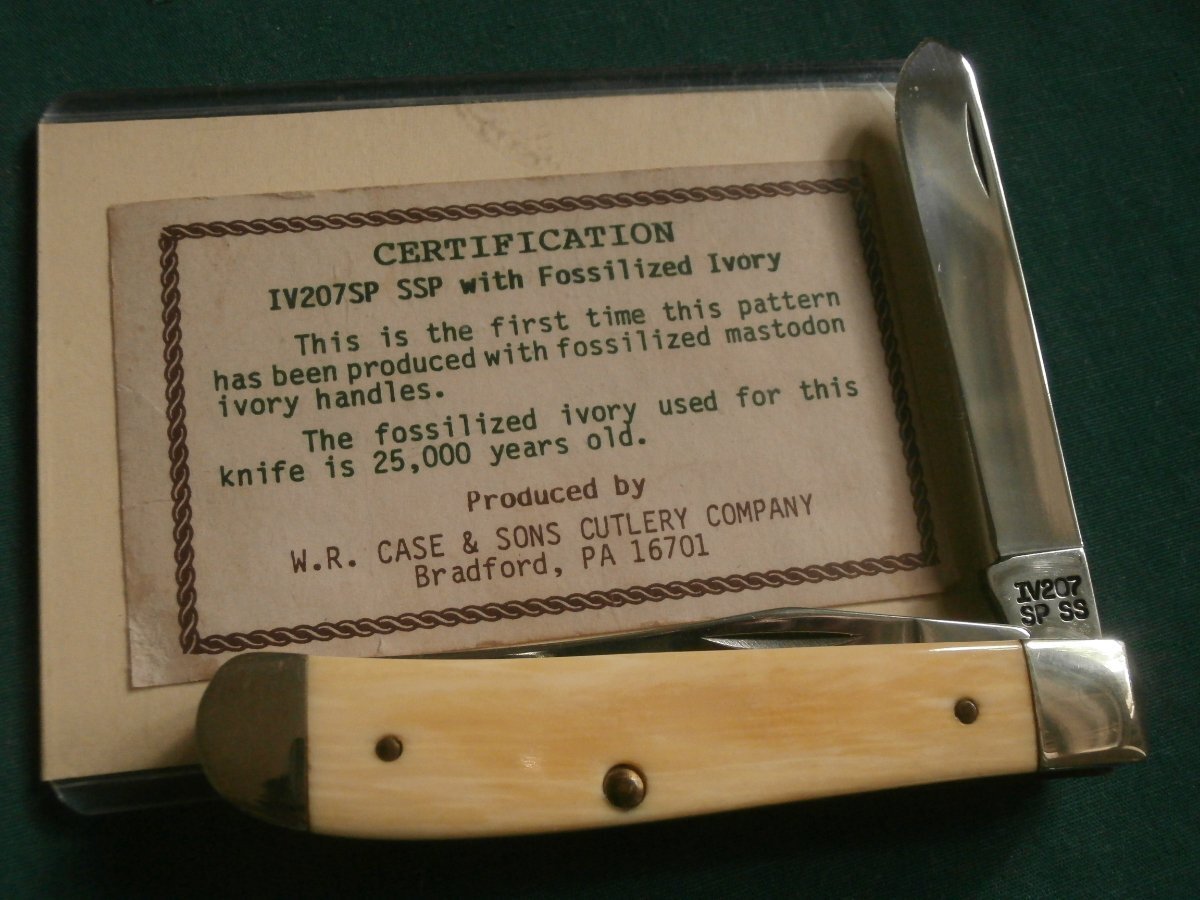 CERTIFICATION
IV207SP SSP with Fossilized Ivory
This is the first time this pattern
has been produced with fossilized mastodon
ivory handles.
The fossilized ivory used for this
knife is 25,000 years old.
Produced by
W.R. CASE & SONS CUTLERY COMPANY
Bradford, PA 16701
IV207
SP SS